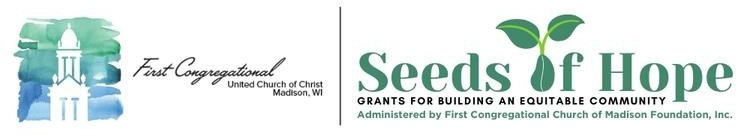 First Congregational
United Church of Christ
Madison, WI
Seeds of Hope
GRANTS FOR BUILDING AN EQUITABLE COMMUNITY
Administered by First Congregational Church of Madison Foundation, Inc.